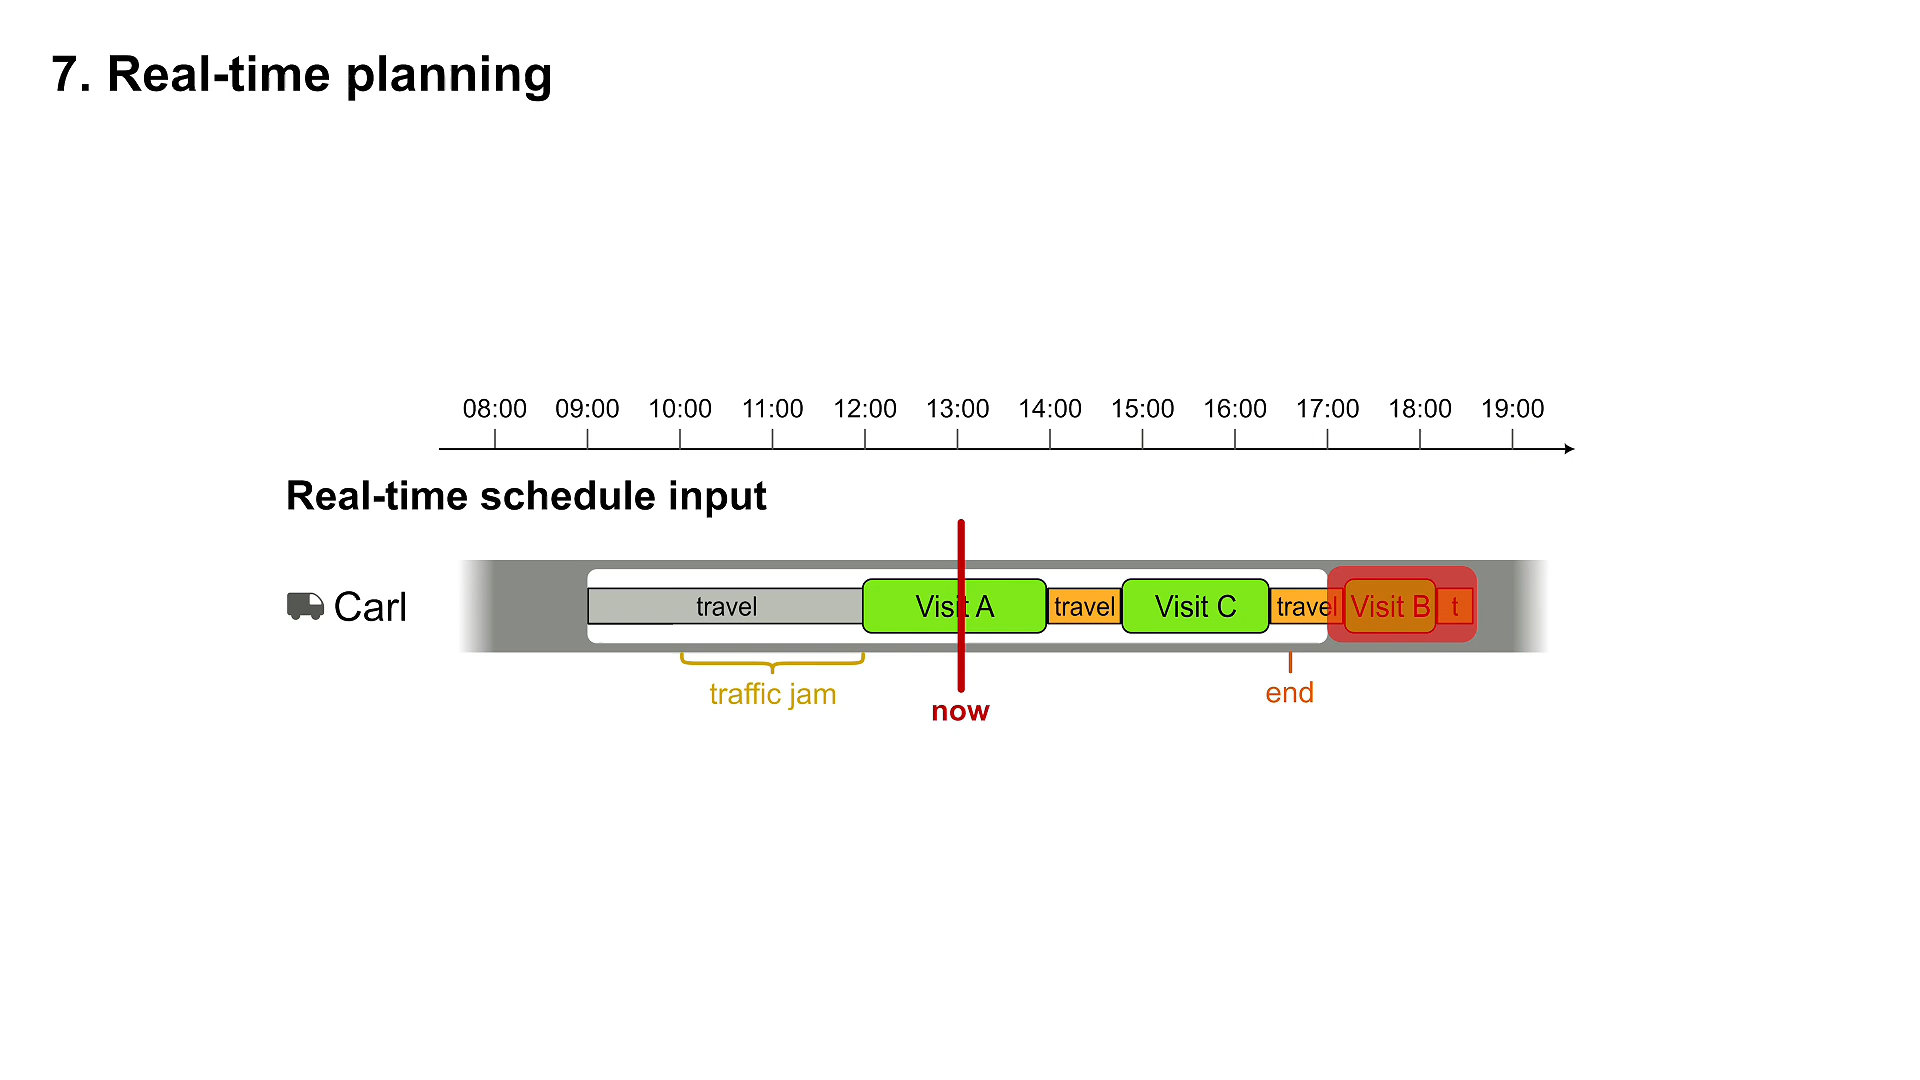 7. Real-time planning
08:00 09:00 10:00 11:00 12:00 13:00 14:00 15:00 16:00 17:00 18:00 19:00
Real-time schedule input
Carl travel Visit A travel Visit C travel Visit B t
traffic jam end
now